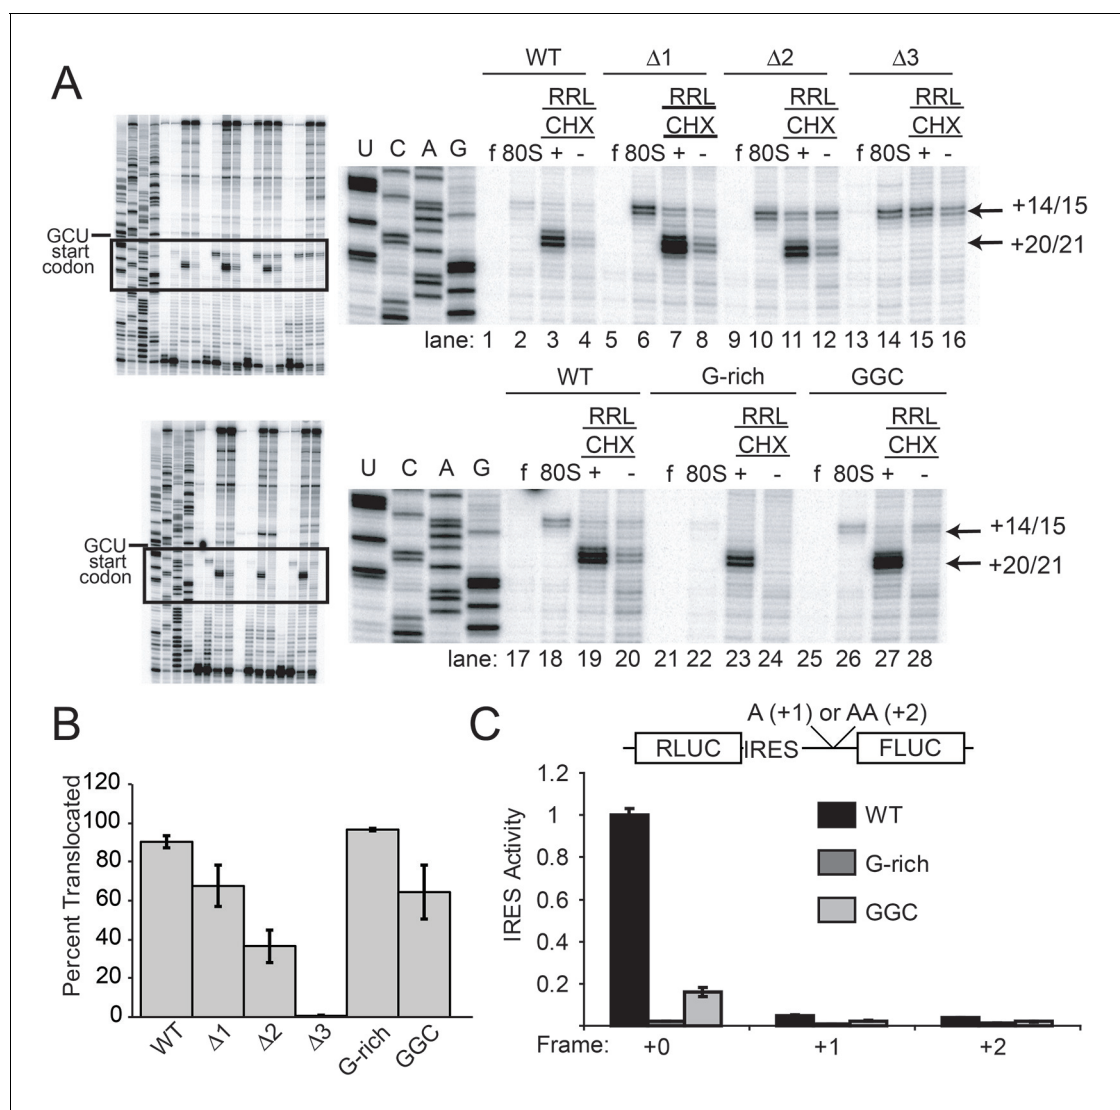 A
WT Δ1 Δ2 Δ3
RRL RRL RRL RRL
CHX CHX CHX CHX
U C A G f 80S + - f 80S + - f 80S + - f 80S + -
GCU
start
codon
+14/15
+20/21
lane: 1 2 3 4 5 6 7 8 9 10 11 12 13 14 15 16
WT G-rich GGC
RRL RRL RRL
CHX CHX CHX
U C A G f 80S + - f 80S + - f 80S + -
GCU
start
codon
+14/15
+20/21
lane: 17 18 19 20 21 22 23 24 25 26 27 28
B
Percent Translocated
120
100
80
60
40
20
0
WT Δ1 Δ2 Δ3 G-rich GGC
C
A (+1) or AA (+2)
RLUC IRES FLUC
IRES Activity
1.2
1
0.8
0.6
0.4
0.2
WT
G-rich
GGC
Frame: +0 +1 +2